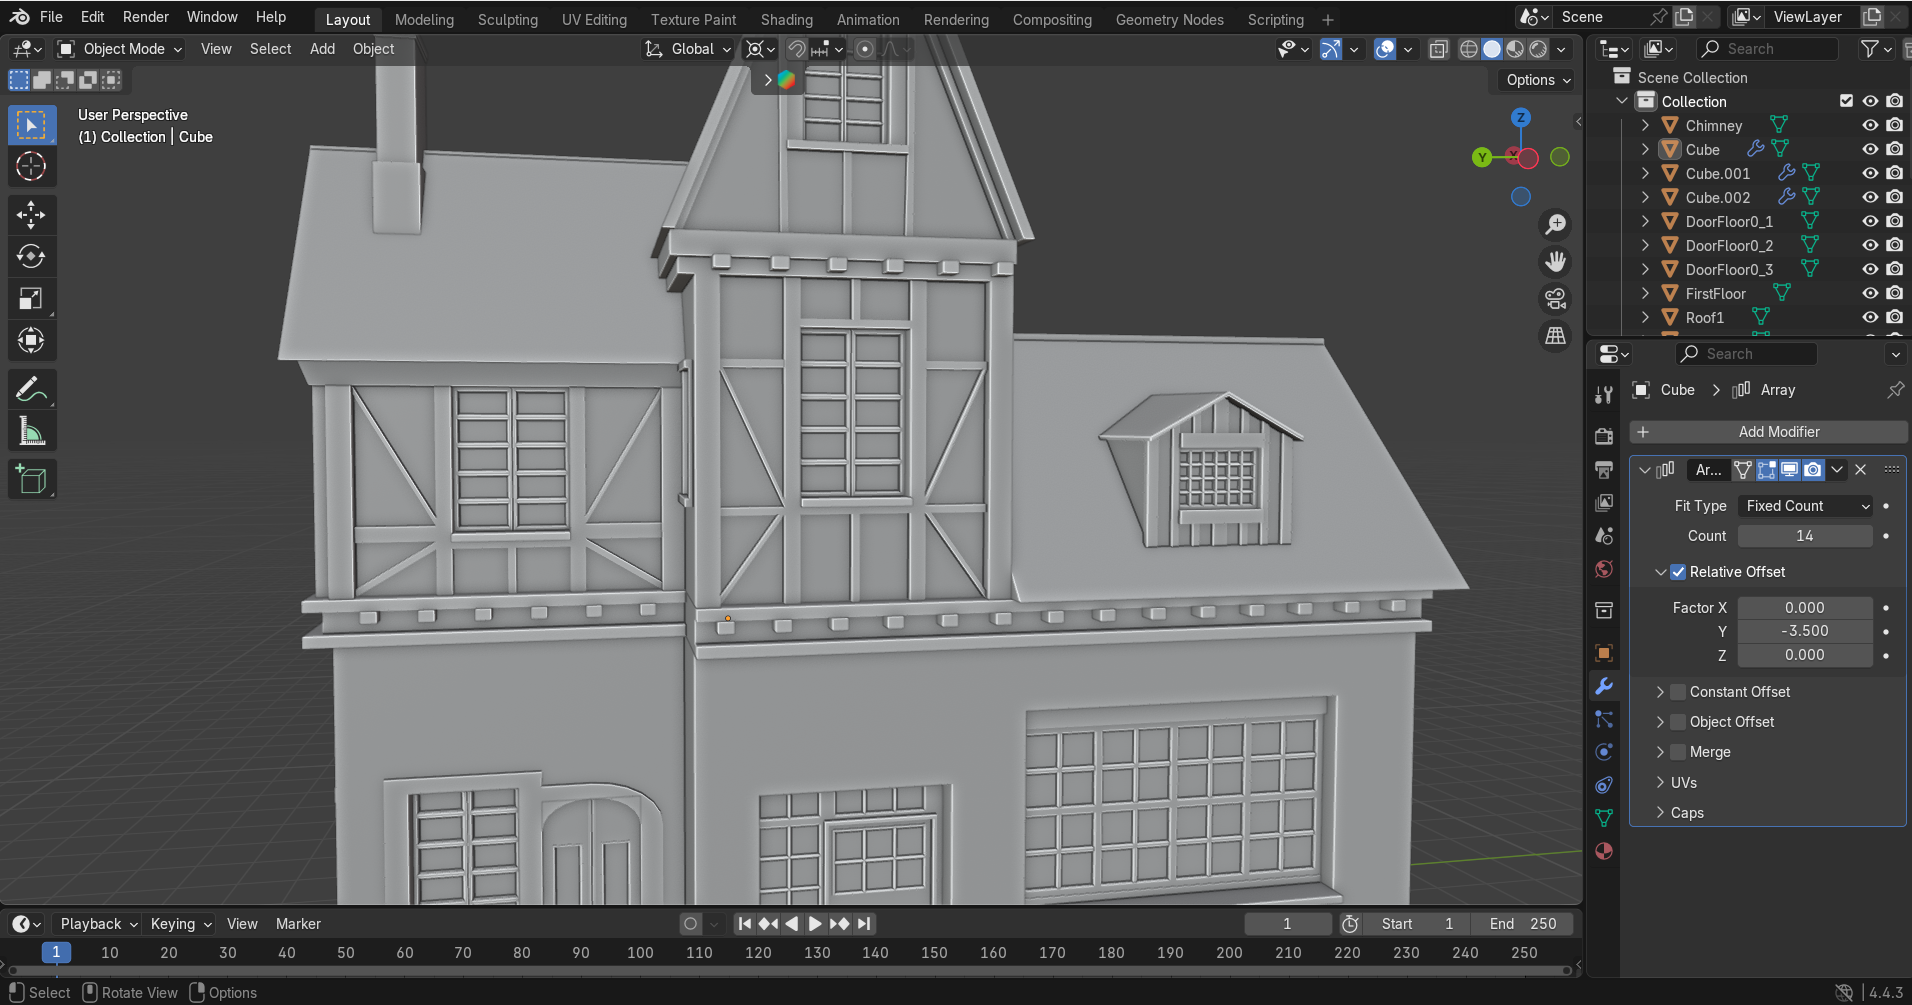 File Edit Render Window Help Layout Modeling Sculpting UV Editing Texture Paint Shading Animation Rendering Compositing Geometry Nodes Scripting + Scene ViewLayer
Object Mode View Select Add Object Global Search
Options
User Perspective
(1) Collection | Cube
Z
Y
X
Scene Collection
Collection
Chimney
Cube
Cube.001
Cube.002
DoorFloor0_1
DoorFloor0_2
DoorFloor0_3
FirstFloor
Roof1
Search
Cube > Array
+ Add Modifier
Ar...
Fit Type Fixed Count
Count 14
Relative Offset
Factor X 0.000
Y -3.500
Z 0.000
Constant Offset
Object Offset
Merge
UVs
Caps
Playback Keying View Marker 1 Start 1 End 250
1 10 20 30 40 50 60 70 80 90 100 110 120 130 140 150 160 170 180 190 200 210 220 230 240 250
Select Rotate View Options 4.4.3